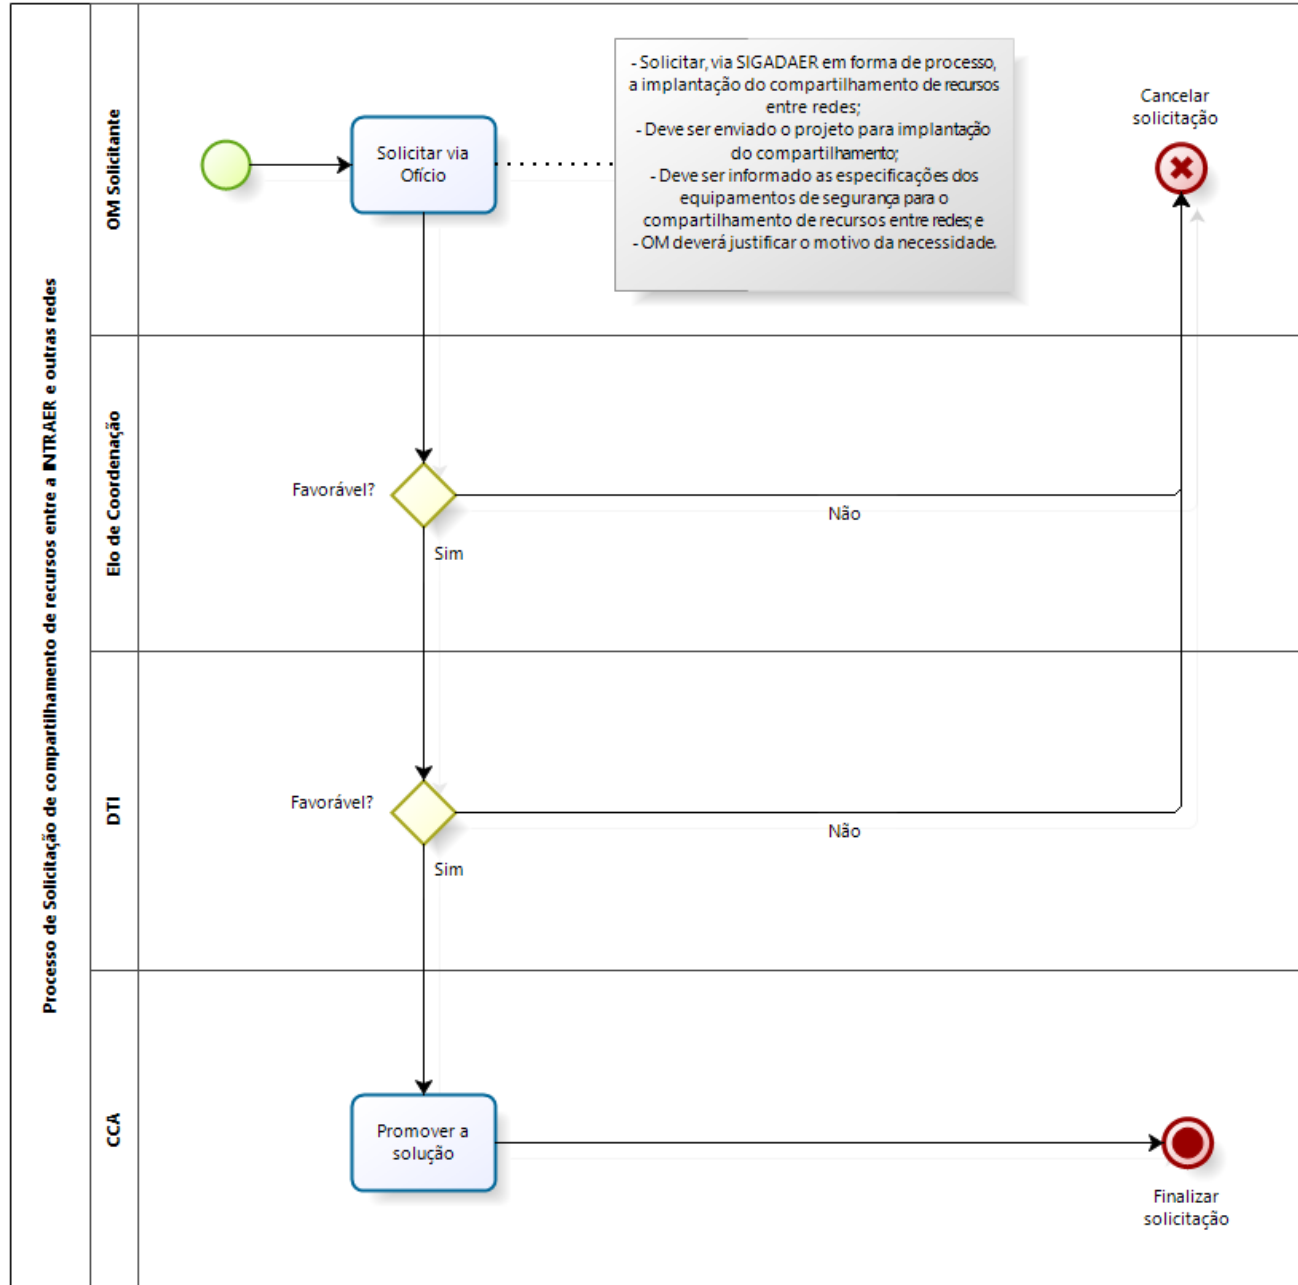 Processo de Solicitação de compartilhamento de recursos entre a INTRAER e outras redes
OM Solicitante
Solicitar via
Ofício
- Solicitar, via SIGADAER em forma de processo,
a implantação do compartilhamento de recursos
entre redes;
- Deve ser enviado o projeto para implantação
do compartilhamento;
- Deve ser informado as especificações dos
equipamentos de segurança para o
compartilhamento de recursos entre redes; e
- OM deverá justificar o motivo da necessidade.
Cancelar
solicitação
Elo de Coordenação
Favorável?
Não
Sim
DTI
Favorável?
Não
Sim
CCA
Promover a
solução
Finalizar
solicitação